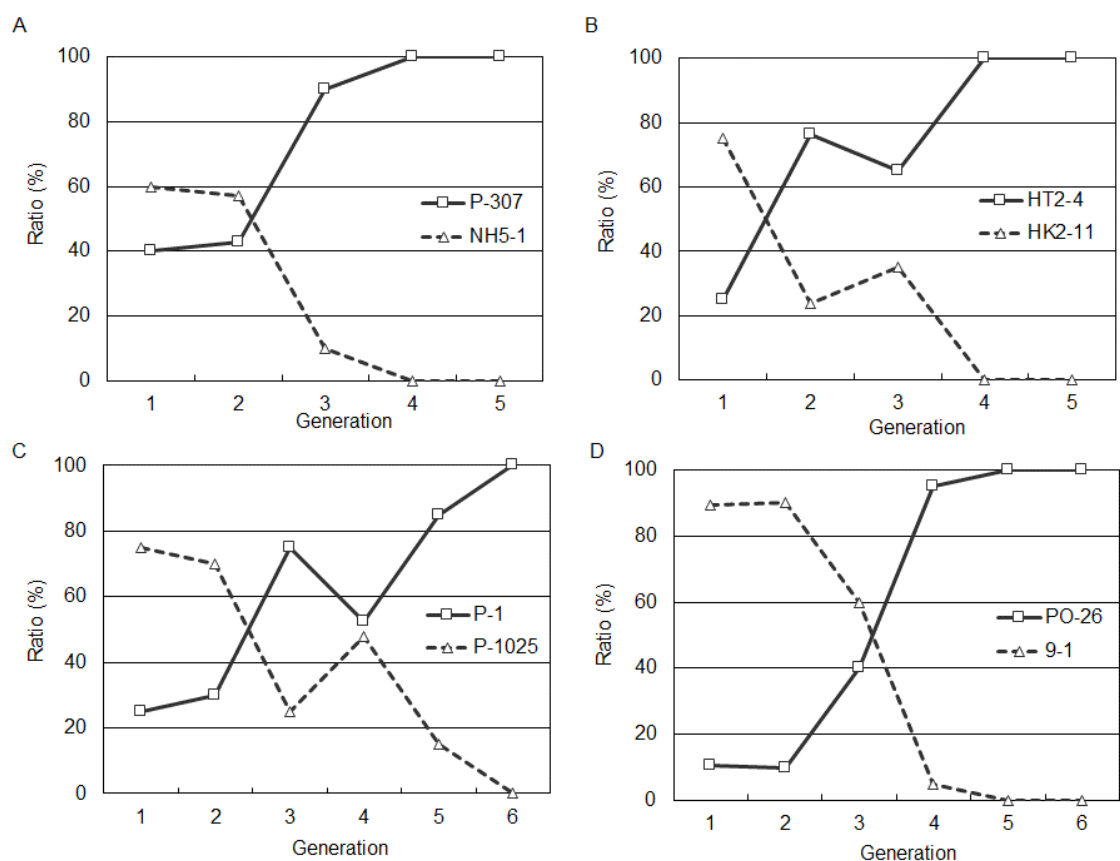 A
Ratio (%)
100
80
60
40
20
0
P-307
NH5-1
1 2 3 4 5
Generation
B
Ratio (%)
100
80
60
40
20
0
HT2-4
HK2-11
1 2 3 4 5
Generation
C
Ratio (%)
100
80
60
40
20
0
P-1
P-1025
1 2 3 4 5 6
Generation
D
Ratio (%)
100
80
60
40
20
0
PO-26
9-1
1 2 3 4 5 6
Generation